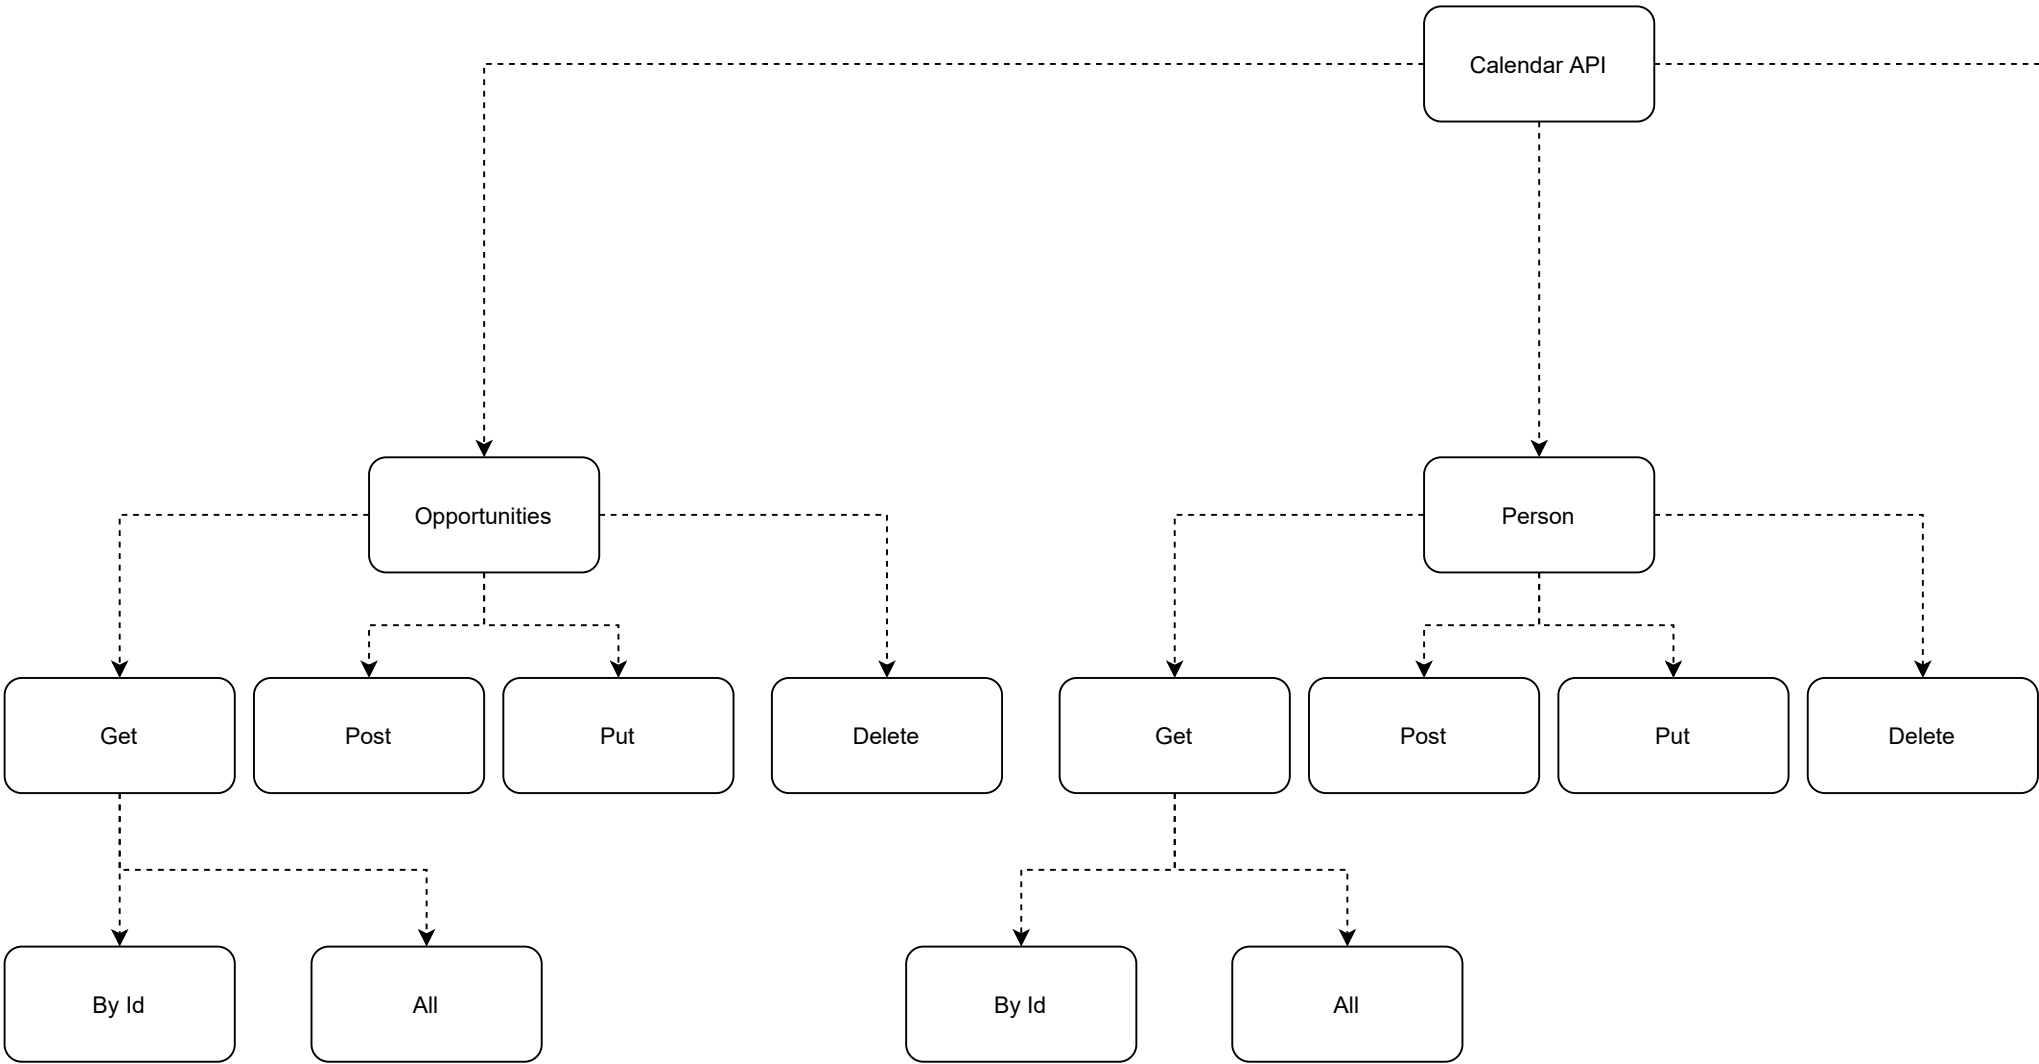 Calendar API
Opportunities
Person
Get
Post
Put
Delete
Get
Post
Put
Delete
By Id
All
By Id
All